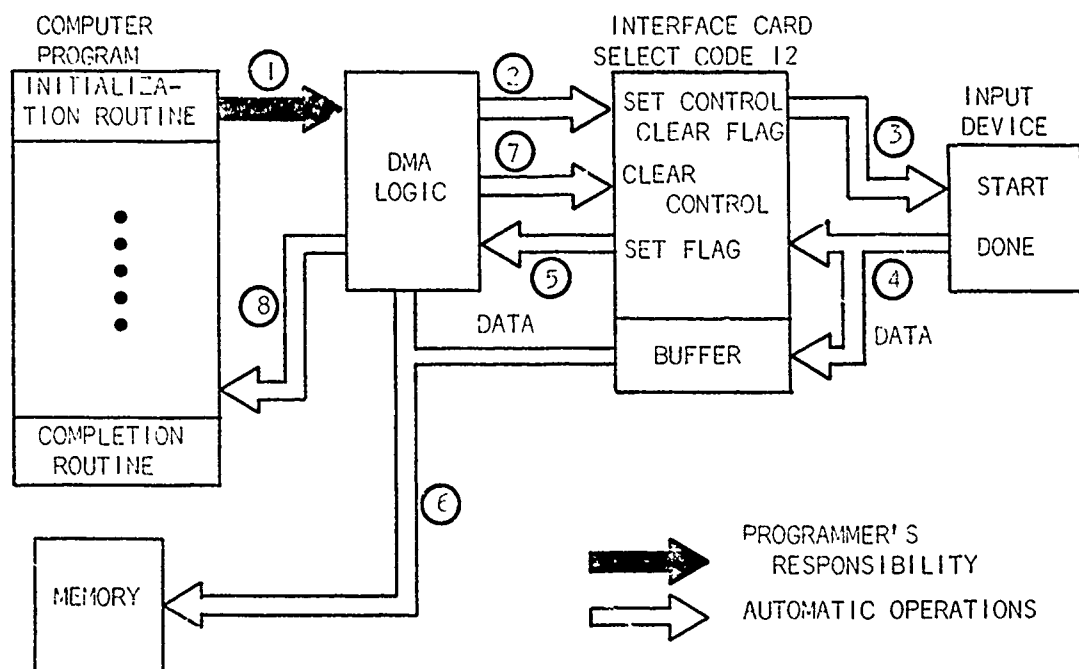 COMPUTER
PROGRAM
INITIALIZA-
TION ROUTINE
COMPLETION
ROUTINE
MEMORY
1
DMA
LOGIC
2
7
5
8
6
DATA
INTERFACE CARD
SELECT CODE 12
SET CONTROL
CLEAR FLAG
CLEAR
CONTROL
SET FLAG
BUFFER
3
4
DATA
INPUT
DEVICE
START
DONE
PROGRAMMER'S
RESPONSIBILITY
AUTOMATIC OPERATIONS